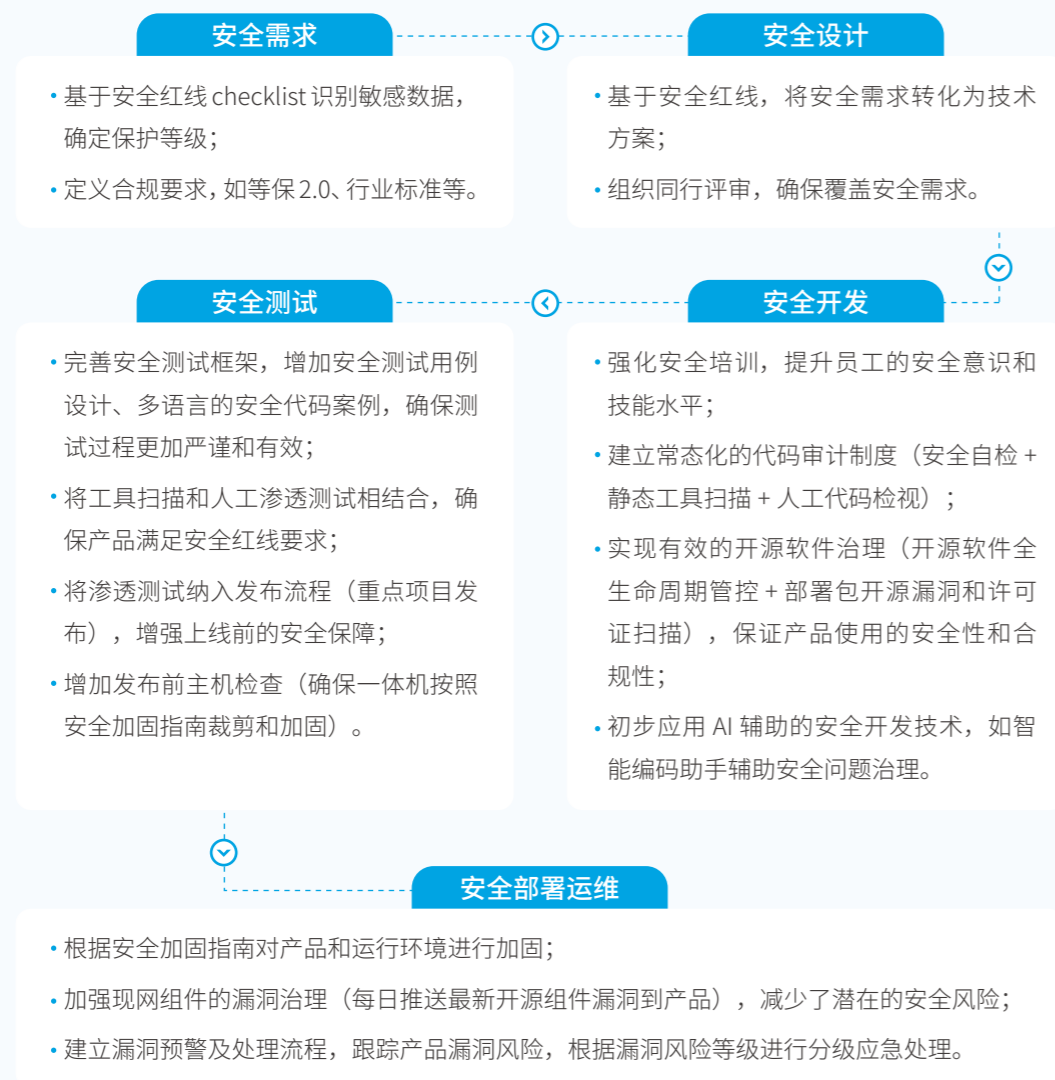 安全需求
• 基于安全红线 checklist 识别敏感数据，
确定保护等级；
• 定义合规要求，如等保 2.0、行业标准等。
安全设计
• 基于安全红线，将安全需求转化为技术
方案；
• 组织同行评审，确保覆盖安全需求。
安全开发
• 强化安全培训，提升员工的安全意识和
技能水平；
• 建立常态化的代码审计制度（安全自检 +
静态工具扫描 + 人工代码检视）；
• 实现有效的开源软件治理（开源软件全
生命周期管控 + 部署包开源漏洞和许可
证扫描），保证产品使用的安全性和合
规性；
• 初步应用 AI 辅助的安全开发技术，如智
能编码助手辅助安全问题治理。
安全测试
• 完善安全测试框架，增加安全测试用例
设计、多语言的安全代码案例，确保测
试过程更加严谨和有效；
• 将工具扫描和人工渗透测试相结合，确
保产品满足安全红线要求；
• 将渗透测试纳入发布流程（重点项目发
布），增强上线前的安全保障；
• 增加发布前主机检查（确保一体机按照
安全加固指南裁剪和加固）。
安全部署运维
• 根据安全加固指南对产品和运行环境进行加固；
• 加强现网组件的漏洞治理（每日推送最新开源组件漏洞到产品），减少了潜在的安全风险；
• 建立漏洞预警及处理流程，跟踪产品漏洞风险，根据漏洞风险等级进行分级应急处理。